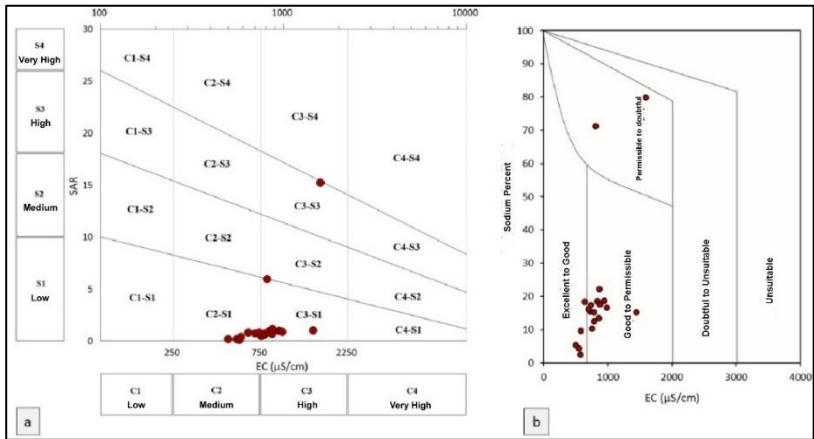 100
1000
10000
S4
Very High
S3
High
S2
Medium
S1
Low
SAR
30
25
20
15
10
5
0
C1-S4
C2-S4
C3-S4
C4-S4
C1-S3
C2-S3
C3-S3
C4-S3
C1-S2
C2-S2
C3-S2
C4-S2
C1-S1
C2-S1
C3-S1
C4-S1
250
750
2250
EC (µS/cm)
C1
Low
C2
Medium
C3
High
C4
Very High
a
Sodium Percent
100
90
80
70
60
50
40
30
20
10
0
Permissible to doubtful
Excellent to Good
Good to Permissible
Doubtful to Unsuitable
Unsuitable
0
1000
2000
3000
4000
EC (µS/cm)
b